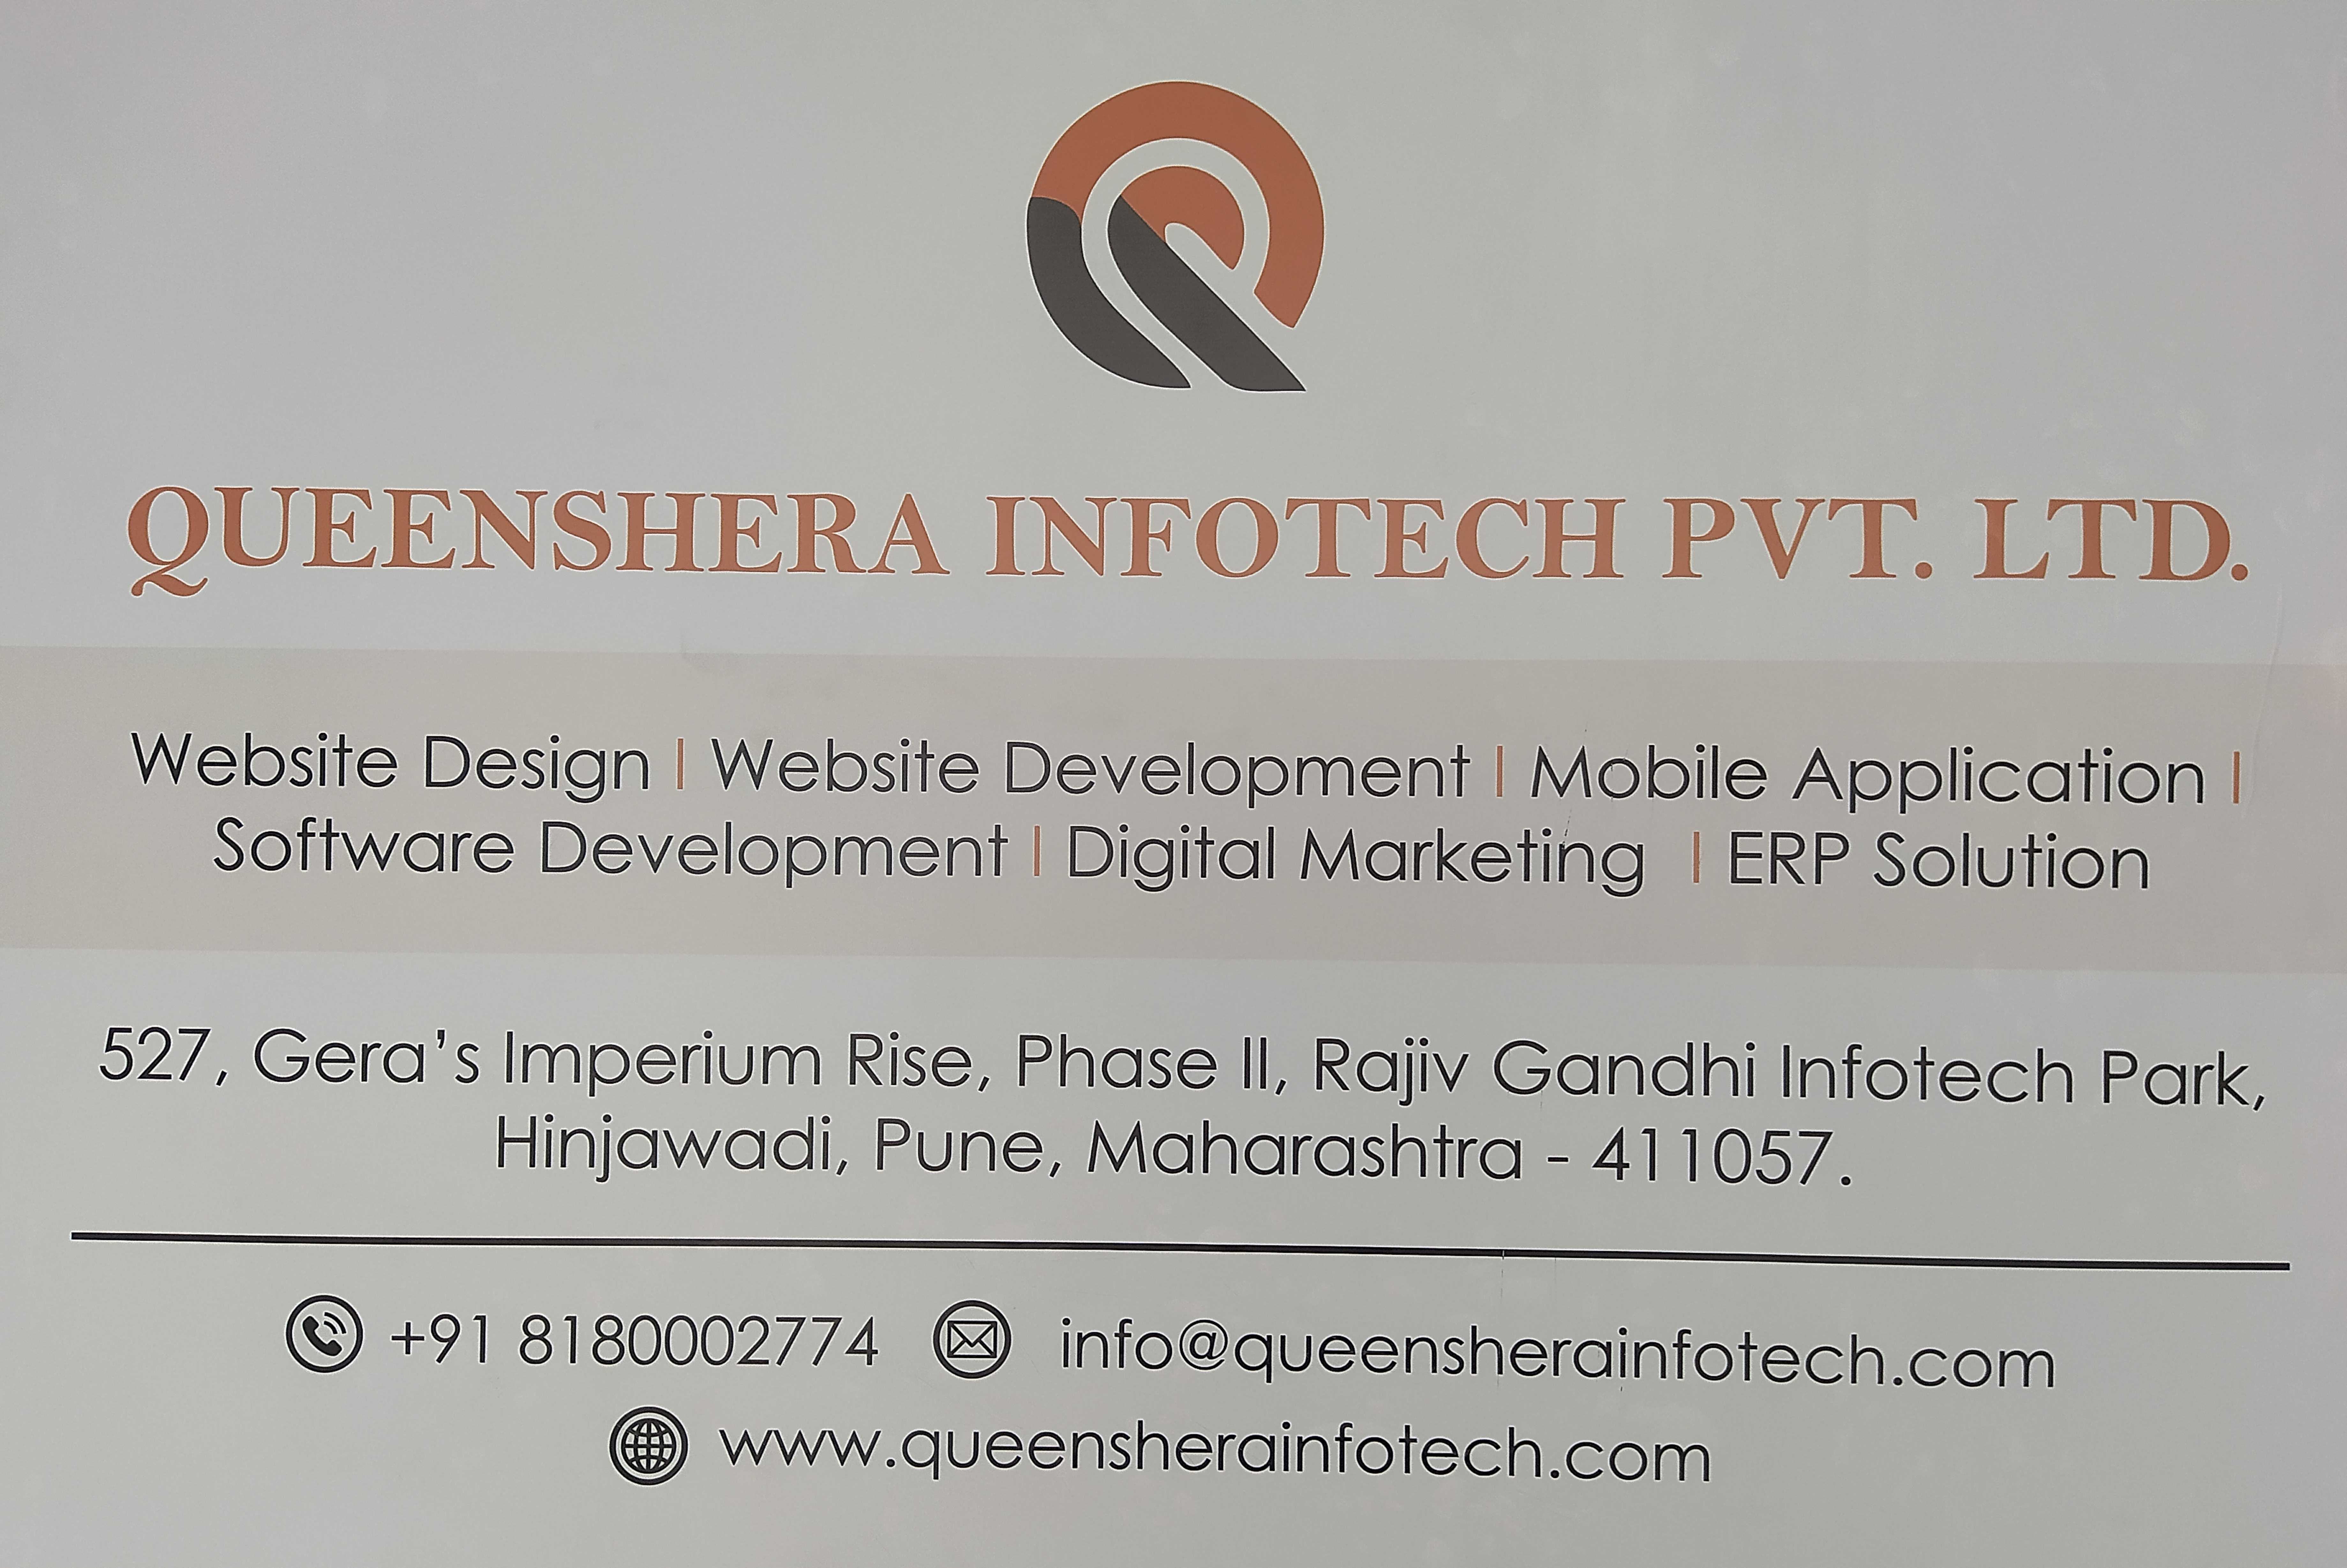 QUEENSHERA INFOTECH PVT. LTD.
Website Design | Website Development | Mobile Application |
Software Development | Digital Marketing | ERP Solution
527, Gera's Imperium Rise, Phase II, Rajiv Gandhi Infotech Park,
Hinjawadi, Pune, Maharashtra - 411057.
+91 8180002774 info@queensherainfotech.com
www.queensherainfotech.com